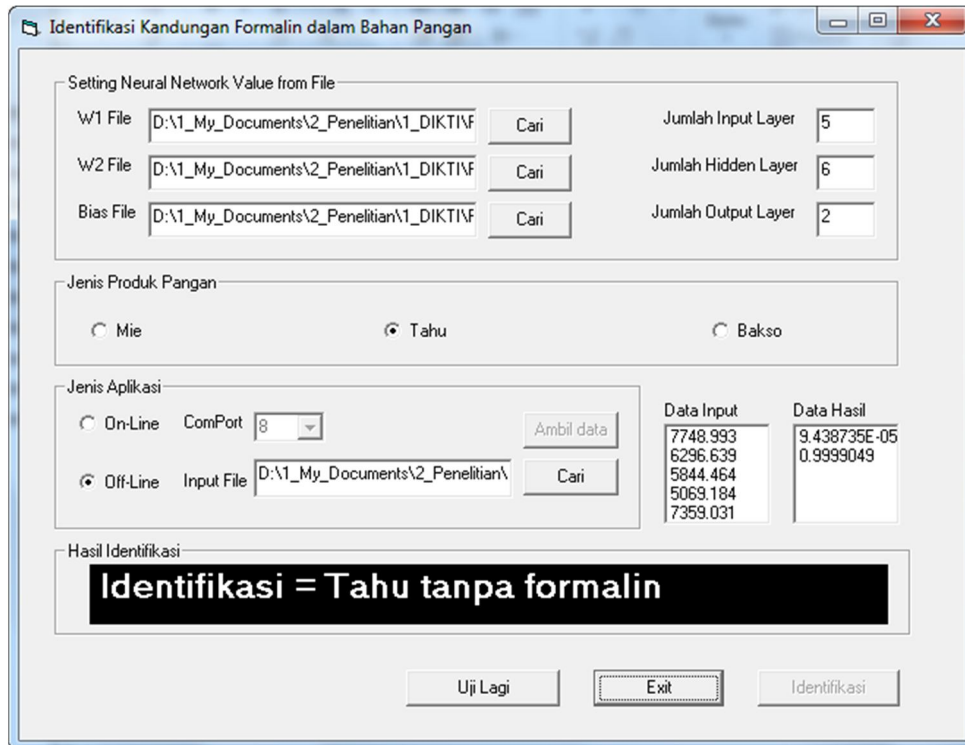 Identifikasi Kandungan Formalin dalam Bahan Pangan
Setting Neural Network Value from File
W1 File D:\1_My_Documents\2_Penelitian\1_DIKTI\F Cari Jumlah Input Layer 5
W2 File D:\1_My_Documents\2_Penelitian\1_DIKTI\F Cari Jumlah Hidden Layer 6
Bias File D:\1_My_Documents\2_Penelitian\1_DIKTI\F Cari Jumlah Output Layer 2
Jenis Produk Pangan
Mie Tahu Bakso
Jenis Aplikasi
On-Line ComPort 8 Ambil data
Off-Line Input File D:\1_My_Documents\2_Penelitian\ Cari
Data Input
7748.993
6296.639
5844.464
5069.184
7359.031
Data Hasil
9.438735E-05
0.9999049
Hasil Identifikasi
Identifikasi = Tahu tanpa formalin
Uji Lagi Exit Identifikasi